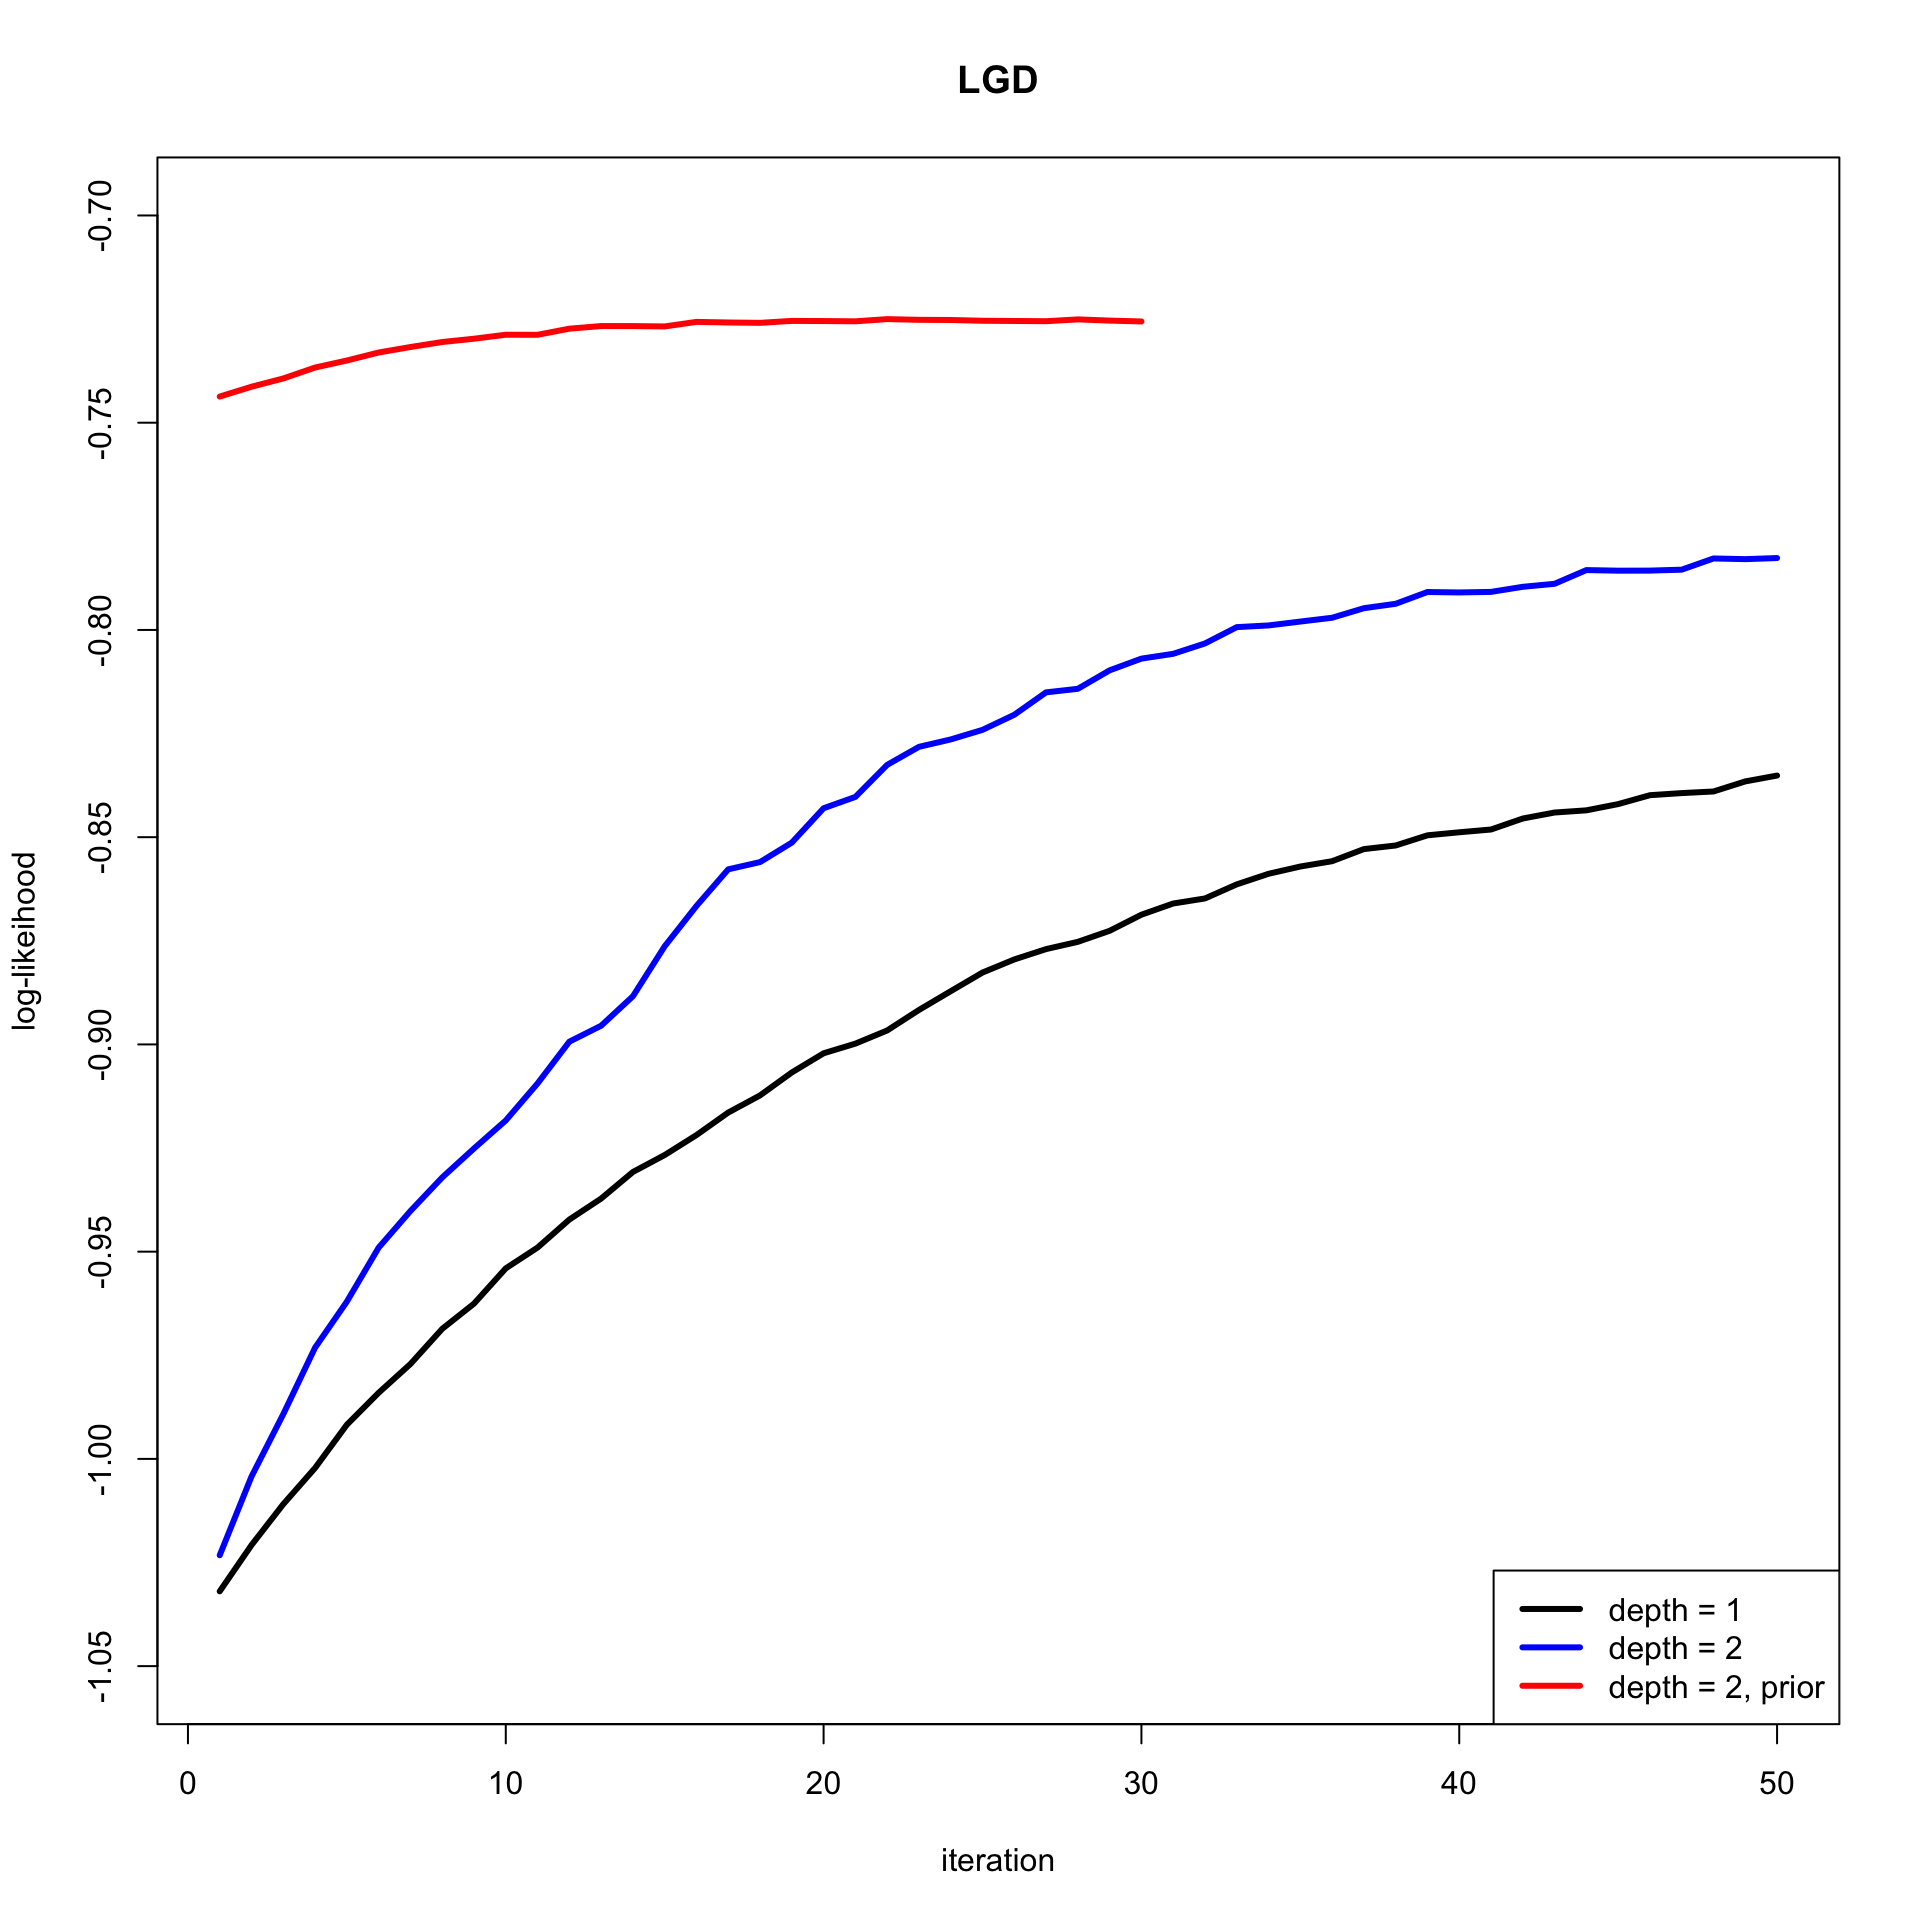 LGD
log-likeihood
-0.70
-0.75
-0.80
-0.85
-0.90
-0.95
-1.00
-1.05
depth = 1
depth = 2
depth = 2, prior
0 10 20 30 40 50
iteration